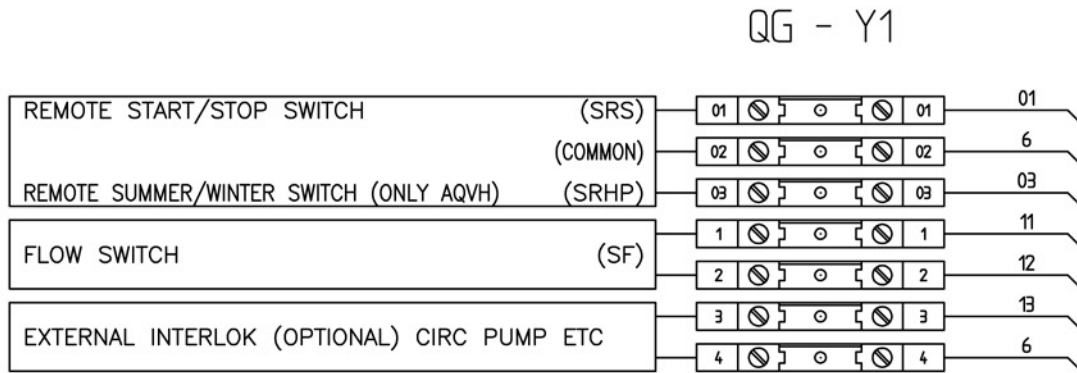 QG - Y1
REMOTE START/STOP SWITCH (SRS) 01 01 01
(COMMON) 02 02 6
REMOTE SUMMER/WINTER SWITCH (ONLY AQVH) (SRHP) 03 03 03
1 1 11
FLOW SWITCH (SF)
2 2 12
3 3 13
EXTERNAL INTERLOK (OPTIONAL) CIRC PUMP ETC
4 4 6